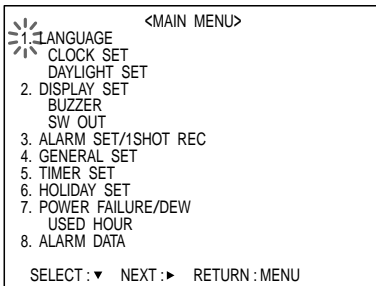 <MAIN MENU>
1. LANGUAGE
CLOCK SET
DAYLIGHT SET
2. DISPLAY SET
BUZZER
SW OUT
3. ALARM SET/1SHOT REC
4. GENERAL SET
5. TIMER SET
6. HOLIDAY SET
7. POWER FAILURE/DEW
USED HOUR
8. ALARM DATA
SELECT : ▼ NEXT : ► RETURN : MENU